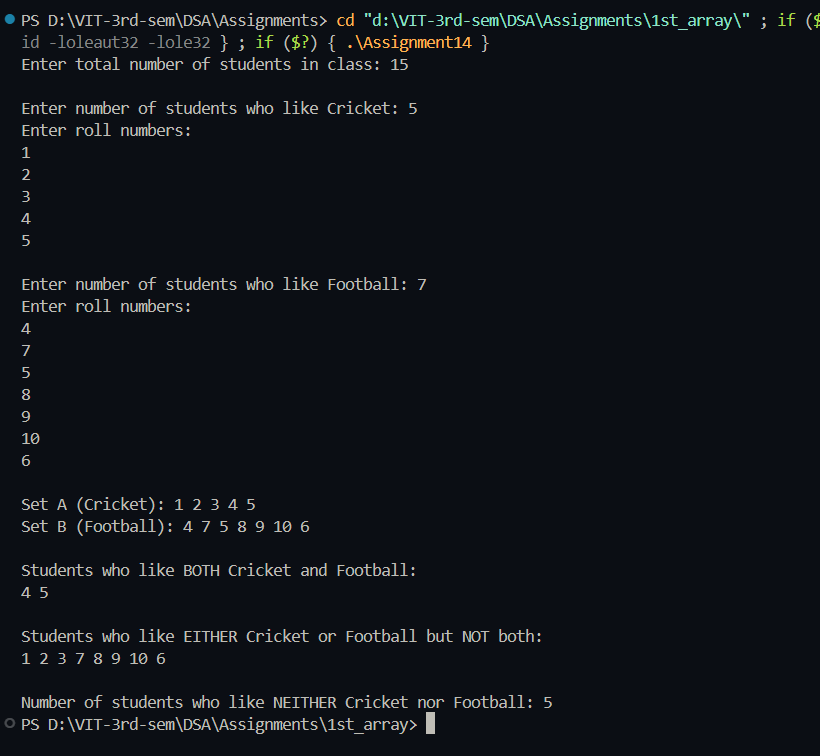 PS D:\VIT-3rd-sem\DSA\Assignments> cd "d:\VIT-3rd-sem\DSA\Assignments\1st_array\" ; if ($
id -loleaut32 -lole32 } ; if ($?) { .\Assignment14 }
Enter total number of students in class: 15
Enter number of students who like Cricket: 5
Enter roll numbers:
1
2
3
4
5
Enter number of students who like Football: 7
Enter roll numbers:
4
7
5
8
9
10
6
Set A (Cricket): 1 2 3 4 5
Set B (Football): 4 7 5 8 9 10 6
Students who like BOTH Cricket and Football:
4 5
Students who like EITHER Cricket or Football but NOT both:
1 2 3 7 8 9 10 6
Number of students who like NEITHER Cricket nor Football: 5
PS D:\VIT-3rd-sem\DSA\Assignments\1st_array>